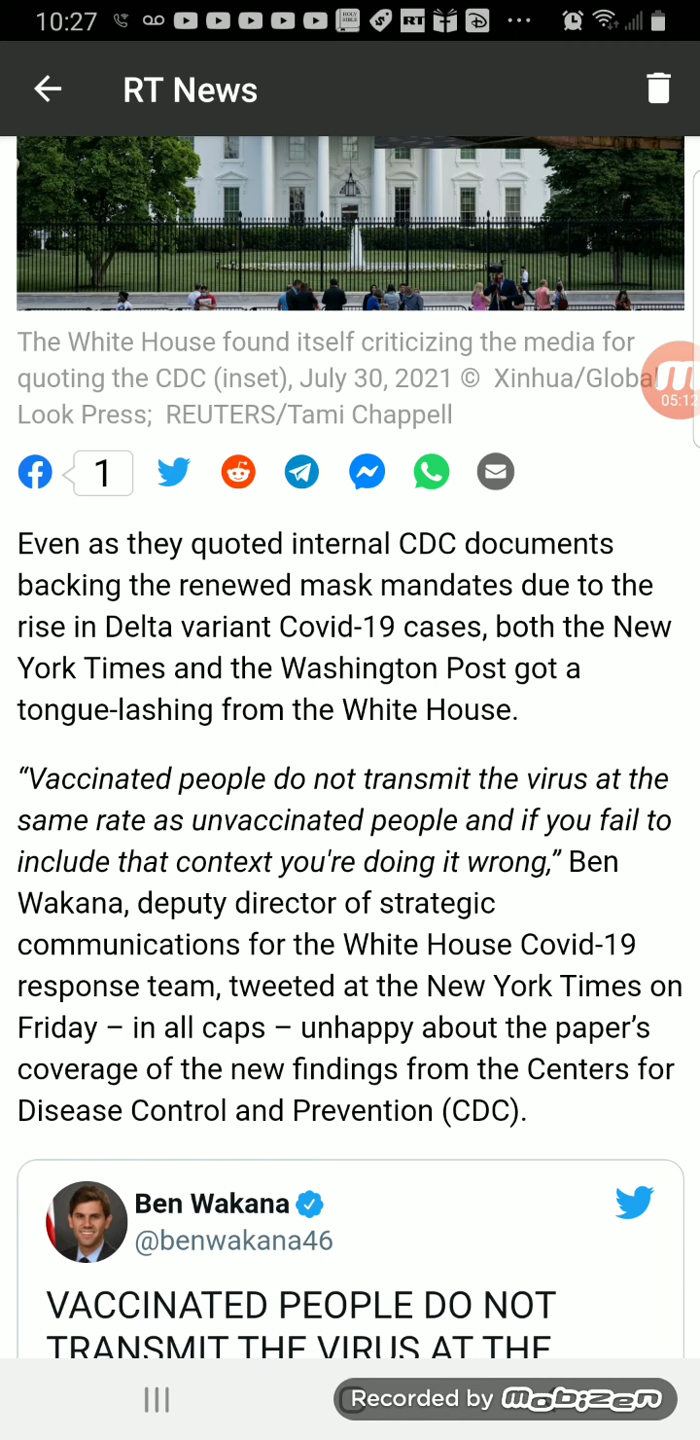 10:27
RT
RT News
The White House found itself criticizing the media for
quoting the CDC (inset), July 30, 2021 © Xinhua/Global
Look Press; REUTERS/Tami Chappell
05:12
1
Even as they quoted internal CDC documents
backing the renewed mask mandates due to the
rise in Delta variant Covid-19 cases, both the New
York Times and the Washington Post got a
tongue-lashing from the White House.
“Vaccinated people do not transmit the virus at the
same rate as unvaccinated people and if you fail to
include that context you're doing it wrong,” Ben
Wakana, deputy director of strategic
communications for the White House Covid-19
response team, tweeted at the New York Times on
Friday – in all caps – unhappy about the paper’s
coverage of the new findings from the Centers for
Disease Control and Prevention (CDC).
Ben Wakana
@benwakana46
VACCINATED PEOPLE DO NOT
TRANSMIT THE VIRUS AT THE
Recorded by mobizen